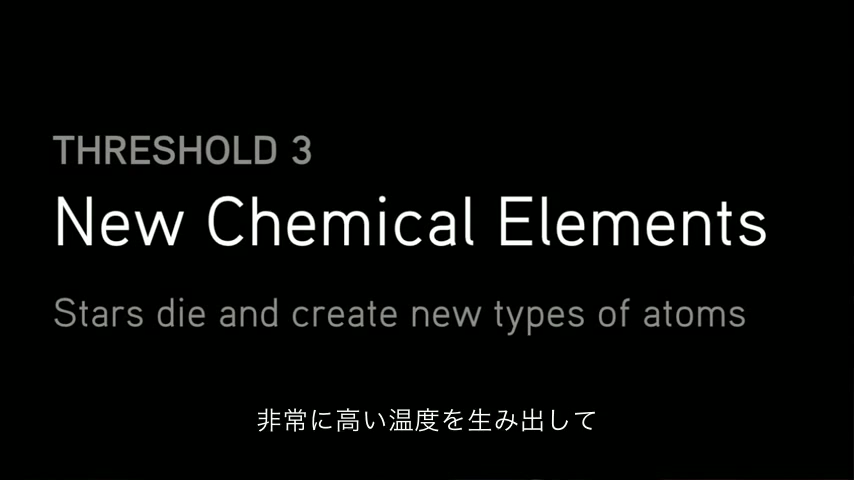 THRESHOLD 3
New Chemical Elements
Stars die and create new types of atoms
非常に高い温度を生み出して